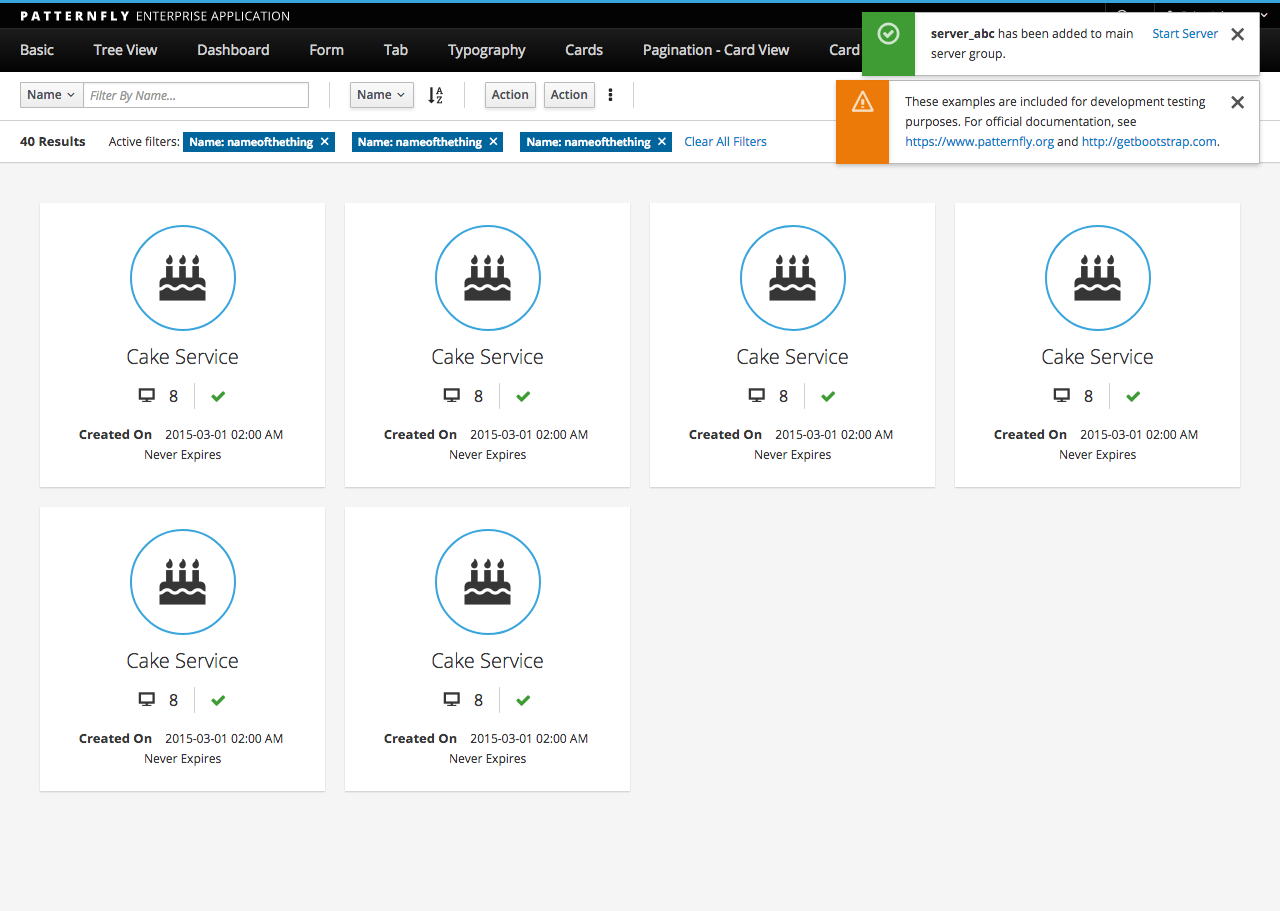 PATTERNFLY ENTERPRISE APPLICATION
Basic Tree View Dashboard Form Tab Typography Cards Pagination - Card View Card
server_abc has been added to main Start Server
server group.
These examples are included for development testing
purposes. For official documentation, see
https://www.patternfly.org and http://getbootstrap.com.
Name Filter By Name... Name Action Action
40 Results Active filters: Name: nameofthething Name: nameofthething Name: nameofthething Clear All Filters
Cake Service Cake Service Cake Service Cake Service
8 8 8 8
Created On 2015-03-01 02:00 AM Created On 2015-03-01 02:00 AM Created On 2015-03-01 02:00 AM Created On 2015-03-01 02:00 AM
Never Expires Never Expires Never Expires Never Expires
Cake Service Cake Service
8 8
Created On 2015-03-01 02:00 AM Created On 2015-03-01 02:00 AM
Never Expires Never Expires